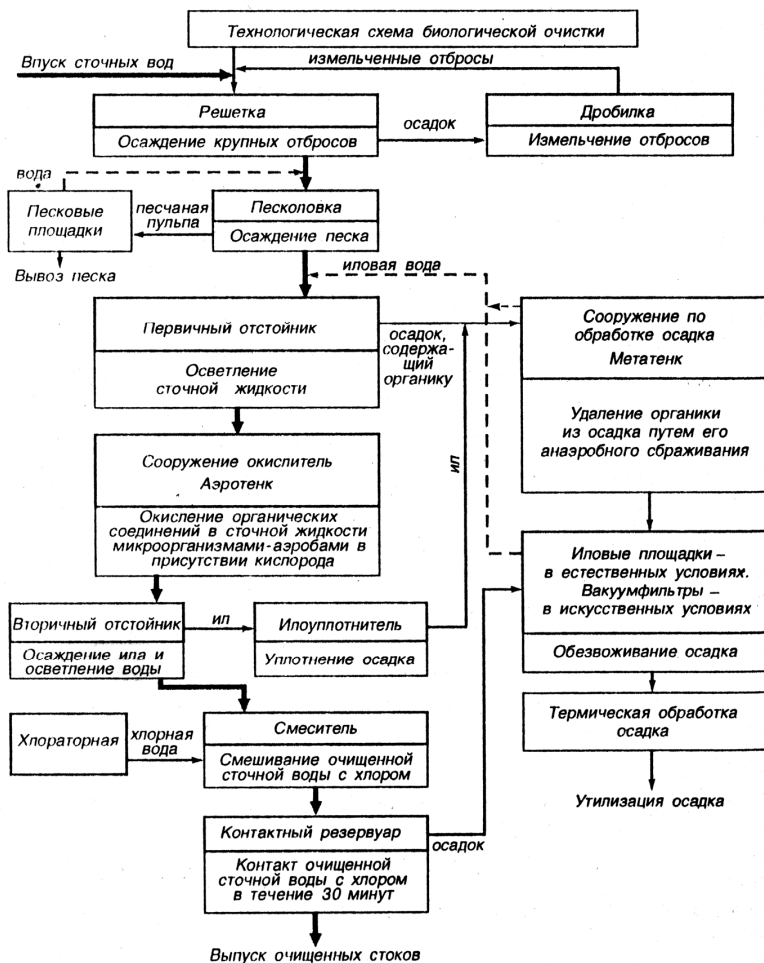 Технологическая схема биологической очистки
Впуск сточных вод
измельченные отбросы
Решетка
Осаждение крупных отбросов
осадок
Дробилка
Измельчение отбросов
вода
Песковые
площадки
песчаная
пульпа
Песколовка
Осаждение песка
Вывоз песка
иловая вода
Первичный отстойник
Осветление
сточной жидкости
осадок,
содержа-
щий
органику
Сооружение по
обработке осадка
Метатенк
Удаление органики
из осадка путем его
анаэробного сбраживания
ил
Сооружение окислитель
Аэротенк
Окисление органических
соединений в сточной жидкости
микроорганизмами-аэробами в
присутствии кислорода
Иловые площадки –
в естественных условиях.
Вакуумфильтры –
в искусственных условиях
Обезвоживание осадка
Вторичный отстойник
Осаждение ила и
осветление воды
ил
Илоуплотнитель
Уплотнение осадка
Термическая обработка
осадка
Утилизация осадка
Хлораторная
хлорная
вода
Смеситель
Смешивание очищенной
сточной воды с хлором
Контактный резервуар
Контакт очищенной
сточной воды с хлором
в течение 30 минут
осадок
Выпуск очищенных стоков